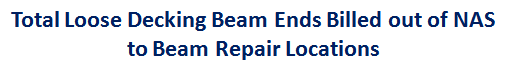 Total Loose Decking Beam Ends Billed out of NAS
to Beam Repair Locations